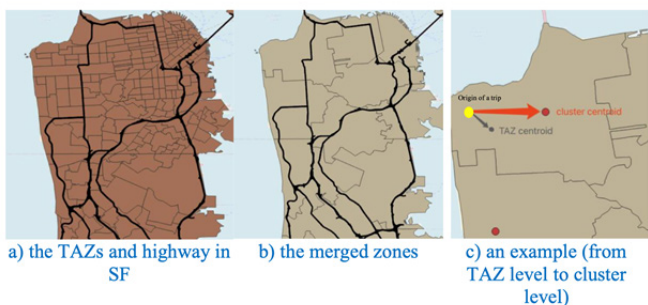 Origin of a trip
cluster centroid
TAZ centroid
a) the TAZs and highway in
SF
b) the merged zones
c) an example (from
TAZ level to cluster
level)